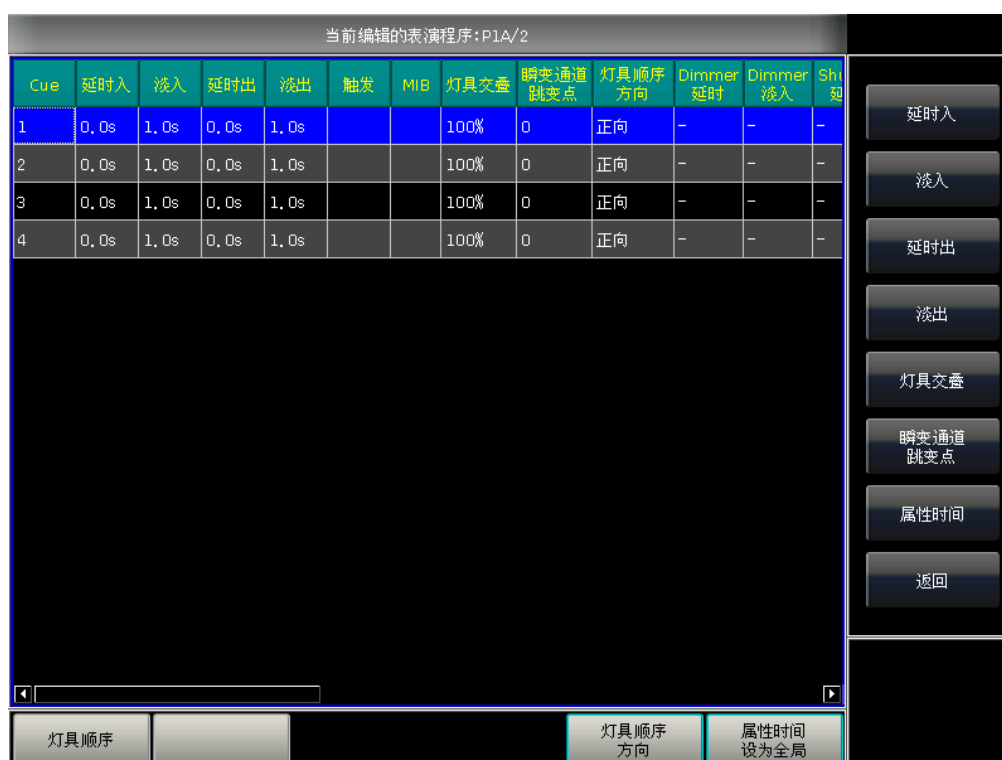 当前编辑的表演程序:P1A/2
Cue 延时入 淡入 延时出 淡出 触发 MIB 灯具交叠 瞬变通道 灯具顺序 Dimmer Dimmer
跳变点 方向 延时 淡入
1 0.0s 1.0s 0.0s 1.0s 100% 0 正向 - - -
2 0.0s 1.0s 0.0s 1.0s 100% 0 正向 - - -
3 0.0s 1.0s 0.0s 1.0s 100% 0 正向 - - -
4 0.0s 1.0s 0.0s 1.0s 100% 0 正向 - - -
延时入
淡入
延时出
淡出
灯具交叠
瞬变通道
跳变点
属性时间
返回
灯具顺序
灯具顺序
方向
属性时间
设为全局